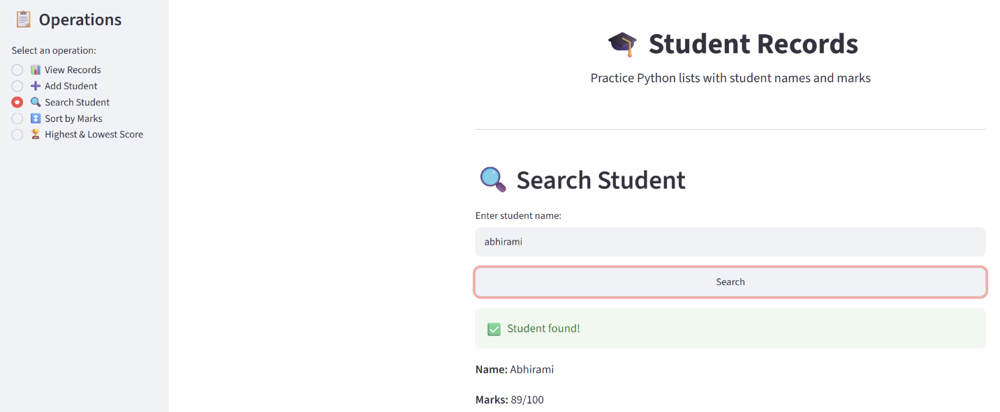 Operations
Select an operation:
View Records
Add Student
Search Student
Sort by Marks
Highest & Lowest Score
Student Records
Practice Python lists with student names and marks
Search Student
Enter student name:
abhirami
Search
Student found!
Name: Abhirami
Marks: 89/100